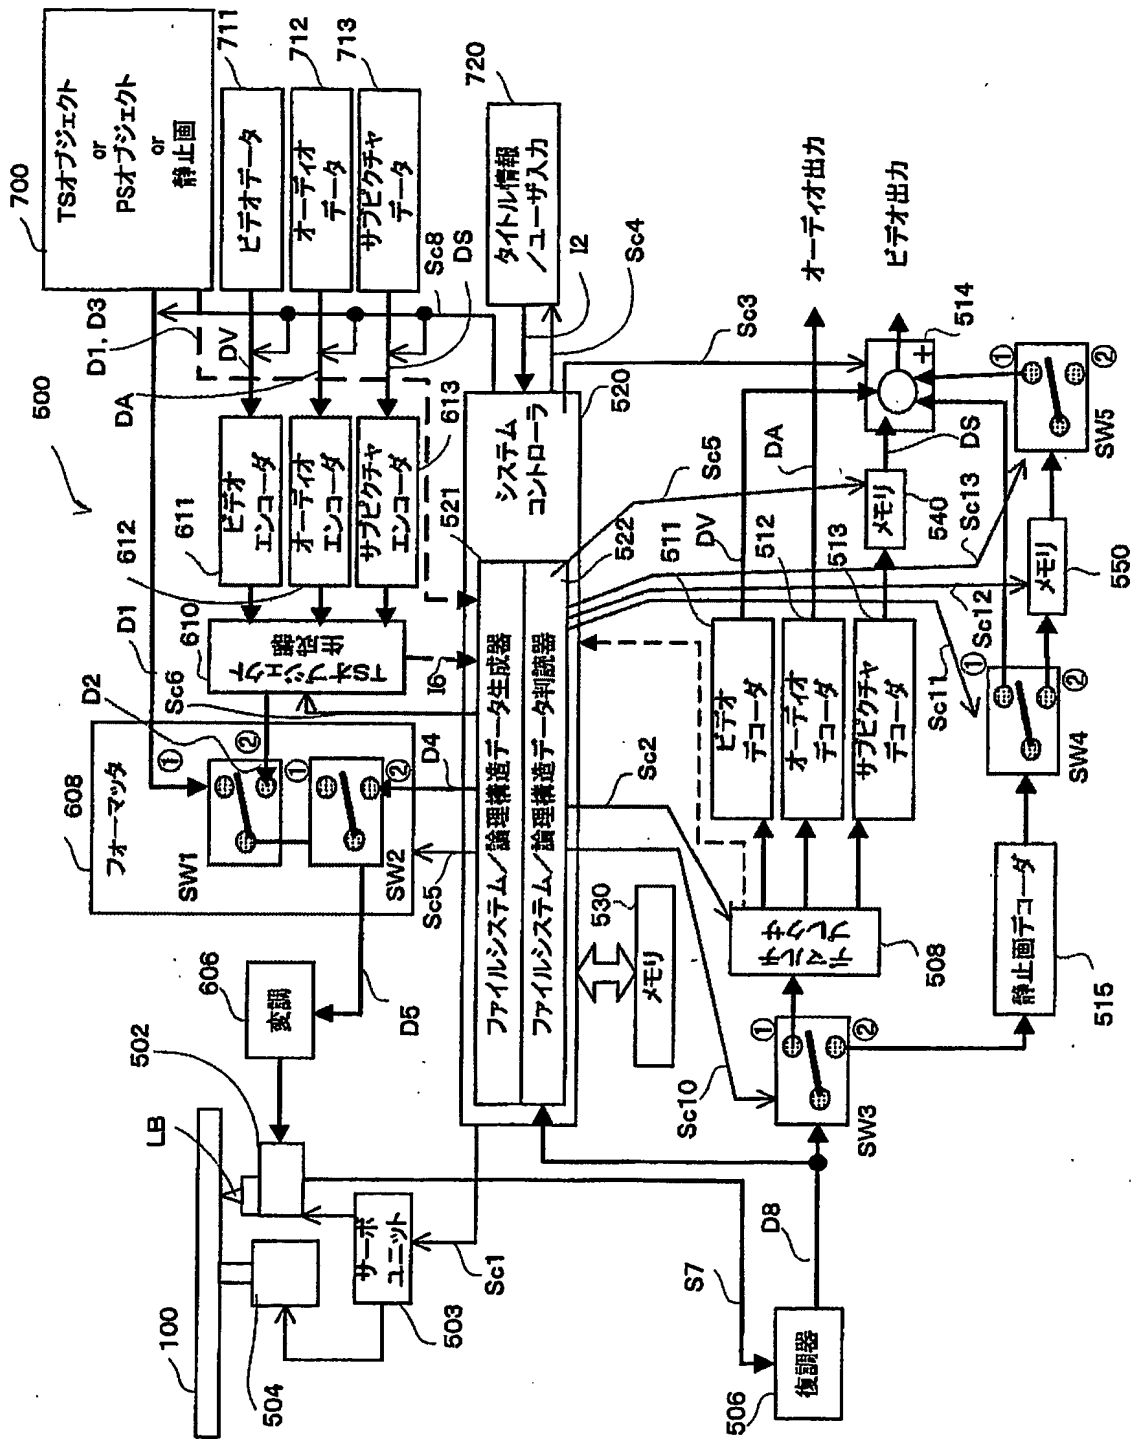 500
700
TSオブジェクト
or
PSオブジェクト
or
静止画
ビデオデータ
711
オーディオ
データ
712
サブピクチャ
データ
713
タイトル情報
/ユーザ入力
720
D1, D3
DV
DA
Sc8
DS
I2
Sc4
ビデオ
エンコーダ
611
オーディオ
エンコーダ
612
サブピクチャ
エンコーダ
613
D1
610
TSオブジェクト
生成器
Sc6
I6
608
フォーマッタ
D2
①
②
SW1
①
②
SW2
D4
Sc5
606
変調
D5
502
LB
100
504
サーボ
ユニット
503
Sc1
システム
コントローラ
520
521
ファイルシステム/論理構造データ生成器
ファイルシステム/論理構造データ判読器
522
530
メモリ
Sc2
Sc10
S7
D8
復調器
506
SW3
①
②
デマルチ
プレクサ
508
ビデオ
デコーダ
511
オーディオ
デコーダ
512
サブピクチャ
デコーダ
513
DV
DA
Sc5
メモリ
540
DS
Sc3
514
+
オーディオ出力
ビデオ出力
静止画デコーダ
515
SW4
①
②
Sc11
Sc12
Sc13
メモリ
550
SW5
①
②